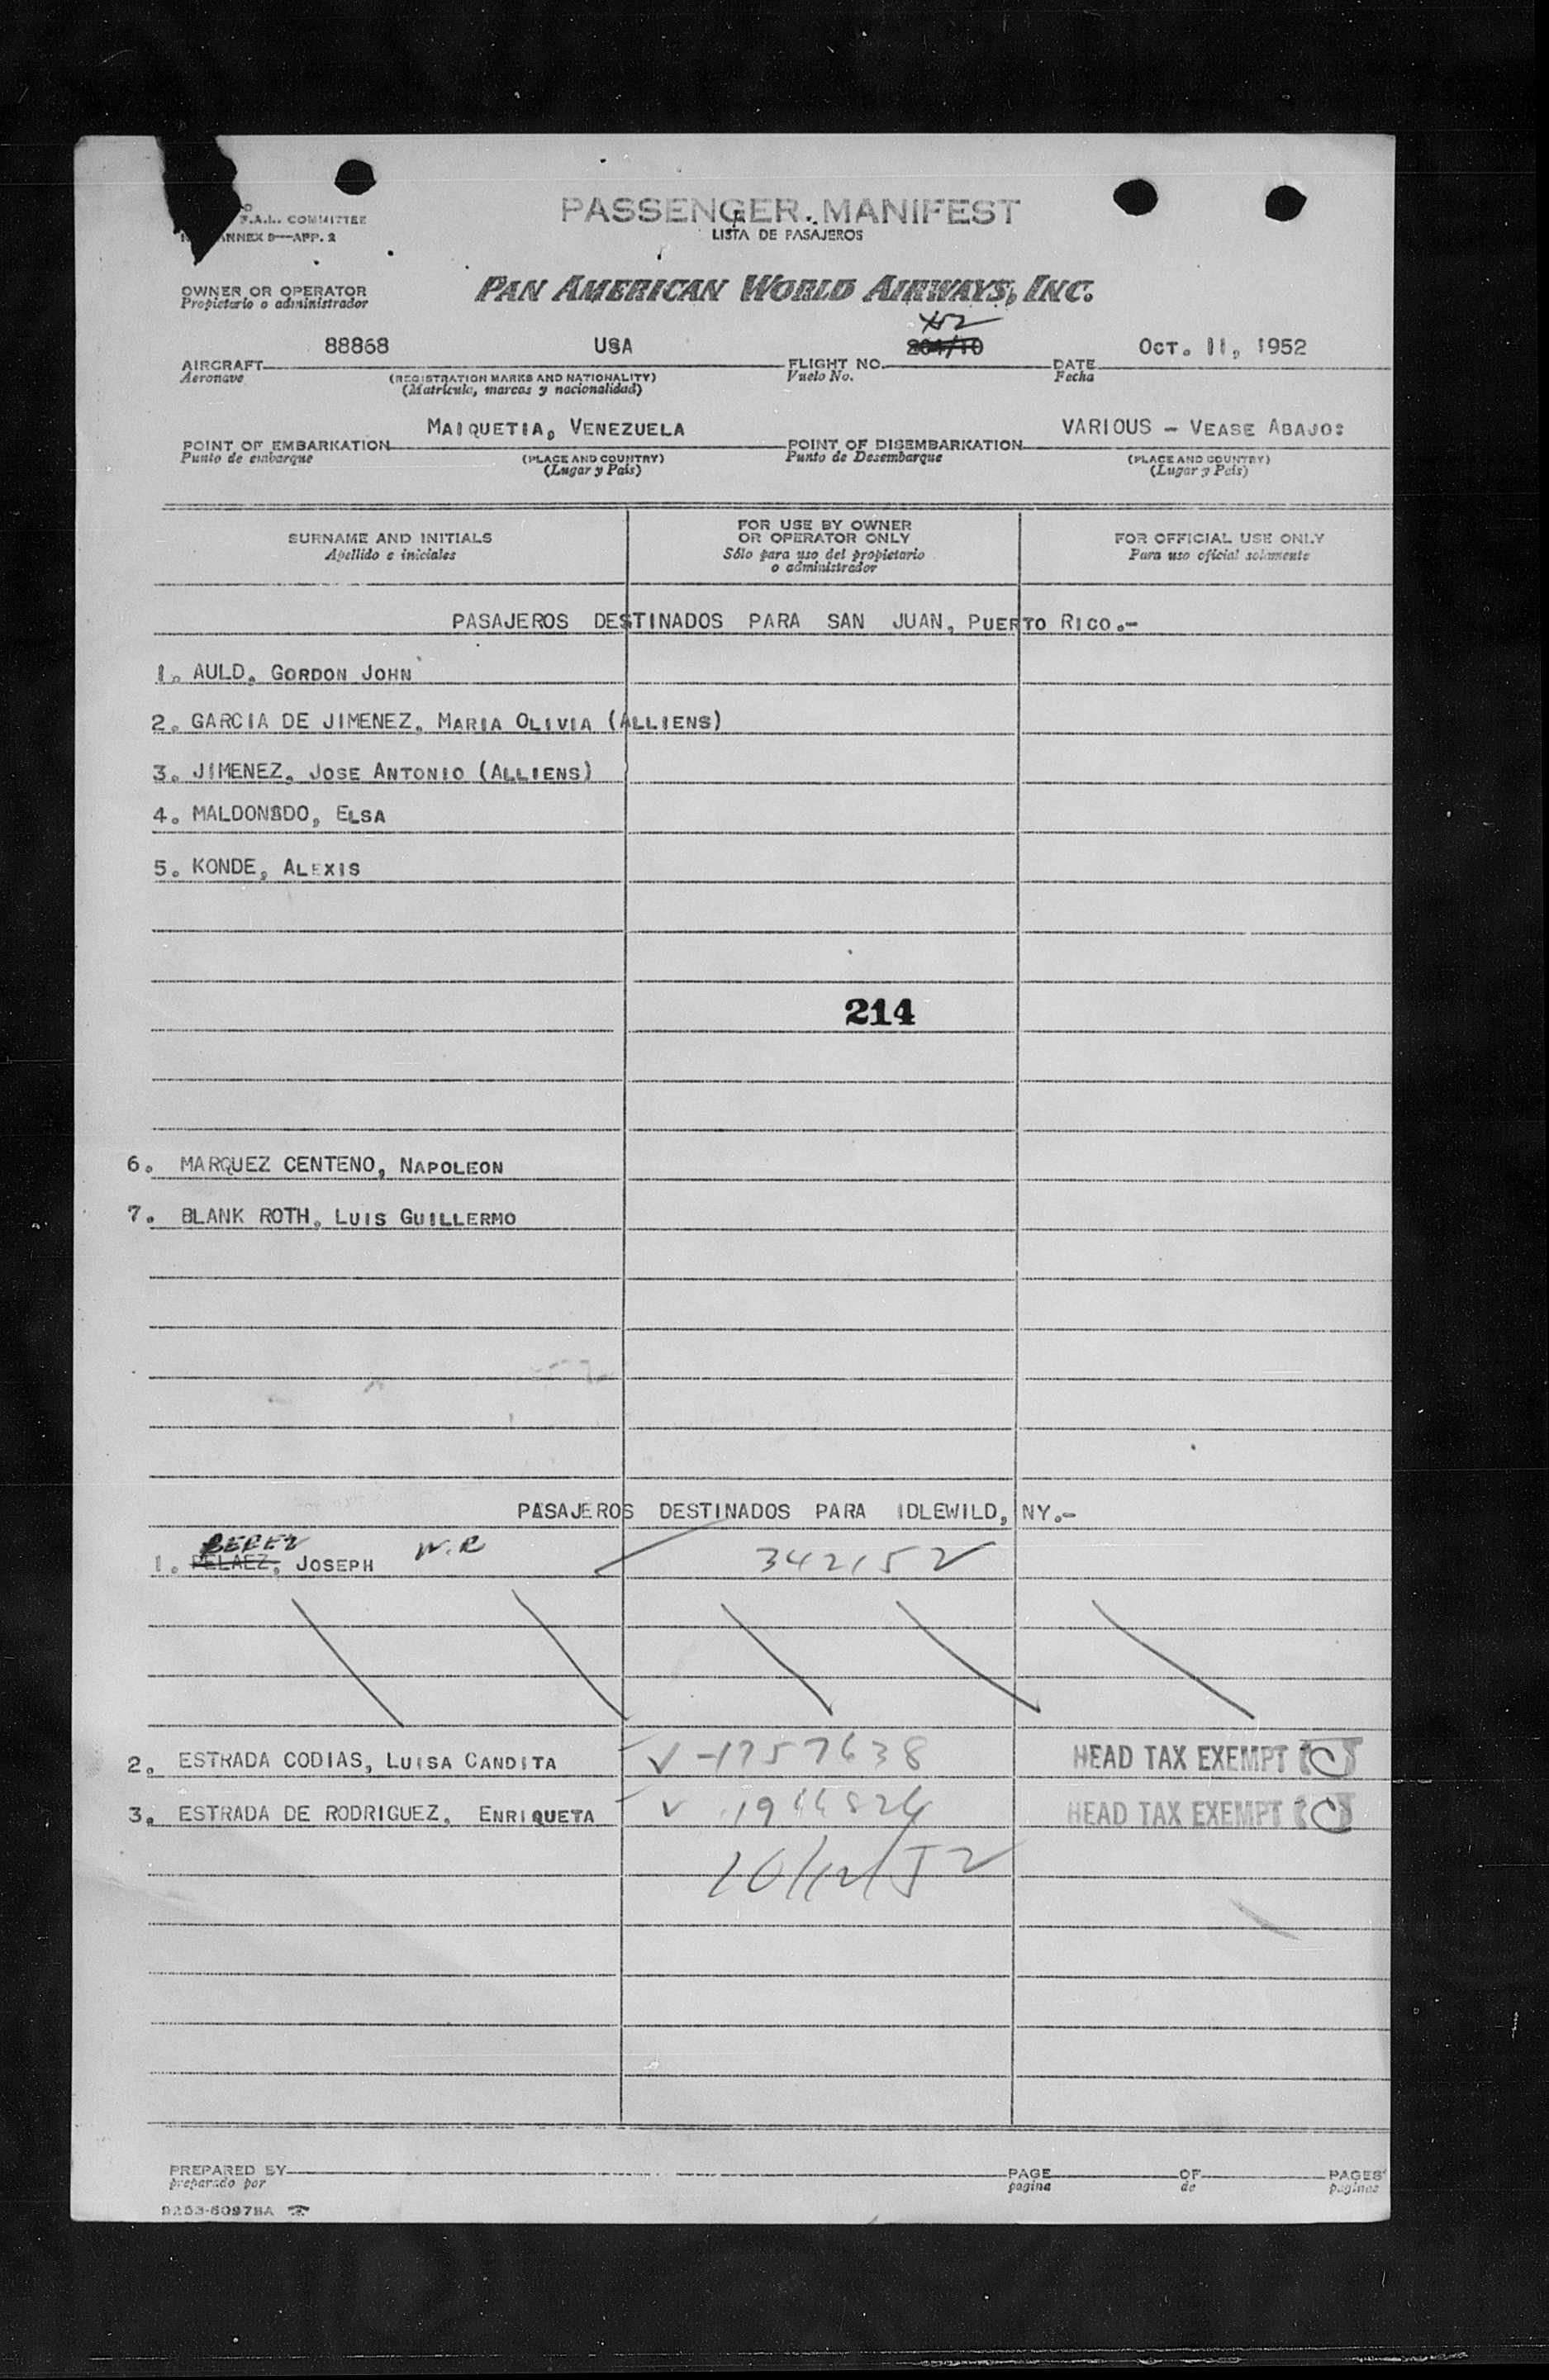 F.A.L. COMMITTEE
ANNEX 9—APP. 2
PASSENGER MANIFEST
LISTA DE PASAJEROS
OWNER OR OPERATOR
Propietario o administrador
PAN AMERICAN WORLD AIRWAYS, INC.
AIRCRAFT 88868 USA FLIGHT NO. DATE OCT. 11, 1952
Aeronave (REGISTRATION MARKS AND NATIONALITY) Vuelo No. Fecha
(Matrícula, marcas y nacionalidad)
POINT OF EMBARKATION MAIQUETIA, VENEZUELA POINT OF DISEMBARKATION VARIOUS - VEASE ABAJO:
Punto de embarque (PLACE AND COUNTRY) Punto de Desembarque (PLACE AND COUNTRY)
(Lugar y País) (Lugar y País)
SURNAME AND INITIALS FOR USE BY OWNER OR OPERATOR ONLY FOR OFFICIAL USE ONLY
Apellido e iniciales Sólo para uso del propietario o administrador Para uso oficial solamente
PASAJEROS DESTINADOS PARA SAN JUAN, PUERTO RICO.-
1. AULD, GORDON JOHN
2. GARCIA DE JIMENEZ, MARIA OLIVIA (ALLIENS)
3. JIMENEZ, JOSE ANTONIO (ALLIENS)
4. MALDONADO, ELSA
5. KONDE, ALEXIS
214
6. MARQUEZ CENTENO, NAPOLEON
7. BLANK ROTH, LUIS GUILLERMO
PASAJEROS DESTINADOS PARA IDLEWILD, NY.-
1. PELAEZ, JOSEPH 342152
2. ESTRADA CODIAS, LUISA CANDITA V-1757638 HEAD TAX EXEMPT
3. ESTRADA DE RODRIGUEZ, ENRIQUETA V HEAD TAX EXEMPT
10/12/52
PREPARED BY PAGE OF PAGES
preparado por pagina de paginas
9253-60978A